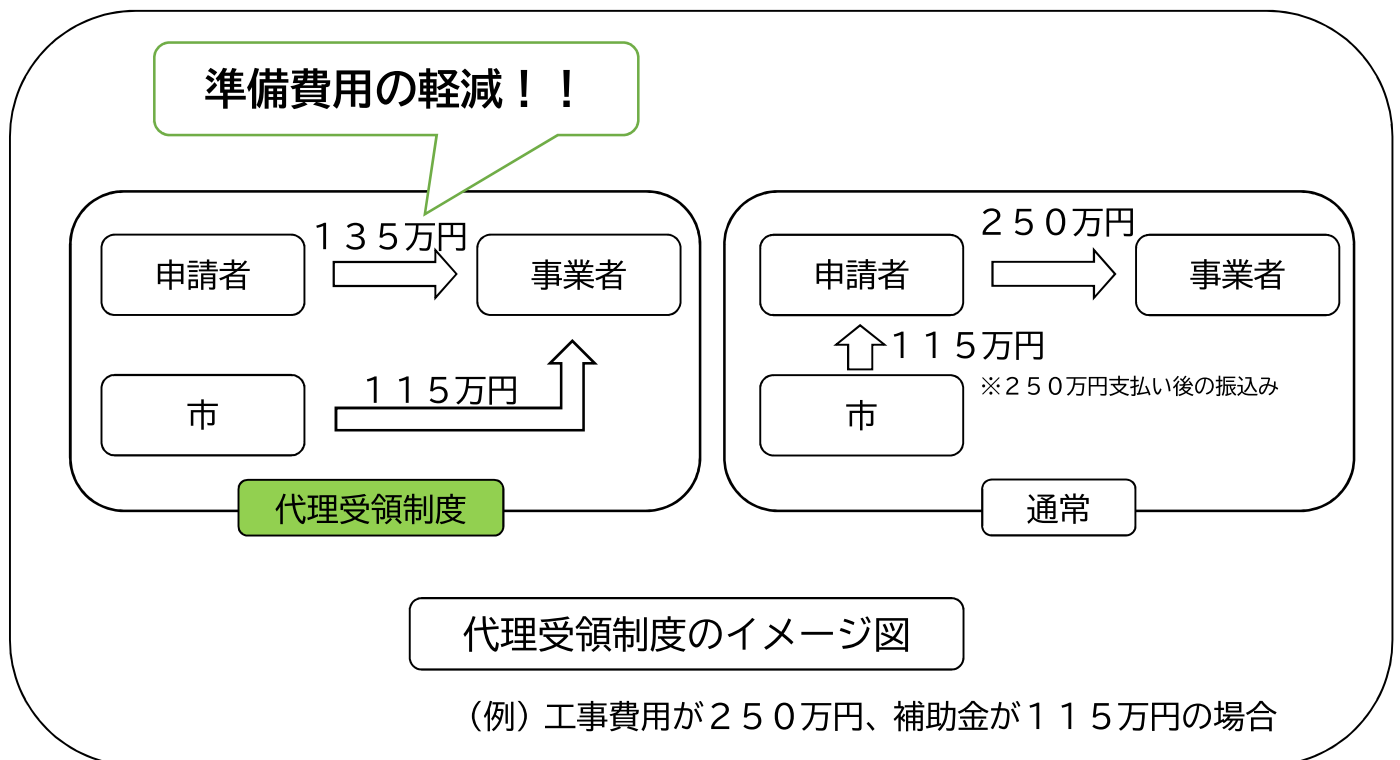 準備費用の軽減！！
１３５万円
申請者
事業者
１１５万円
市
代理受領制度
２５０万円
申請者
事業者
１１５万円
※２５０万円支払い後の振込み
市
通常
代理受領制度のイメージ図
（例）工事費用が２５０万円、補助金が１１５万円の場合